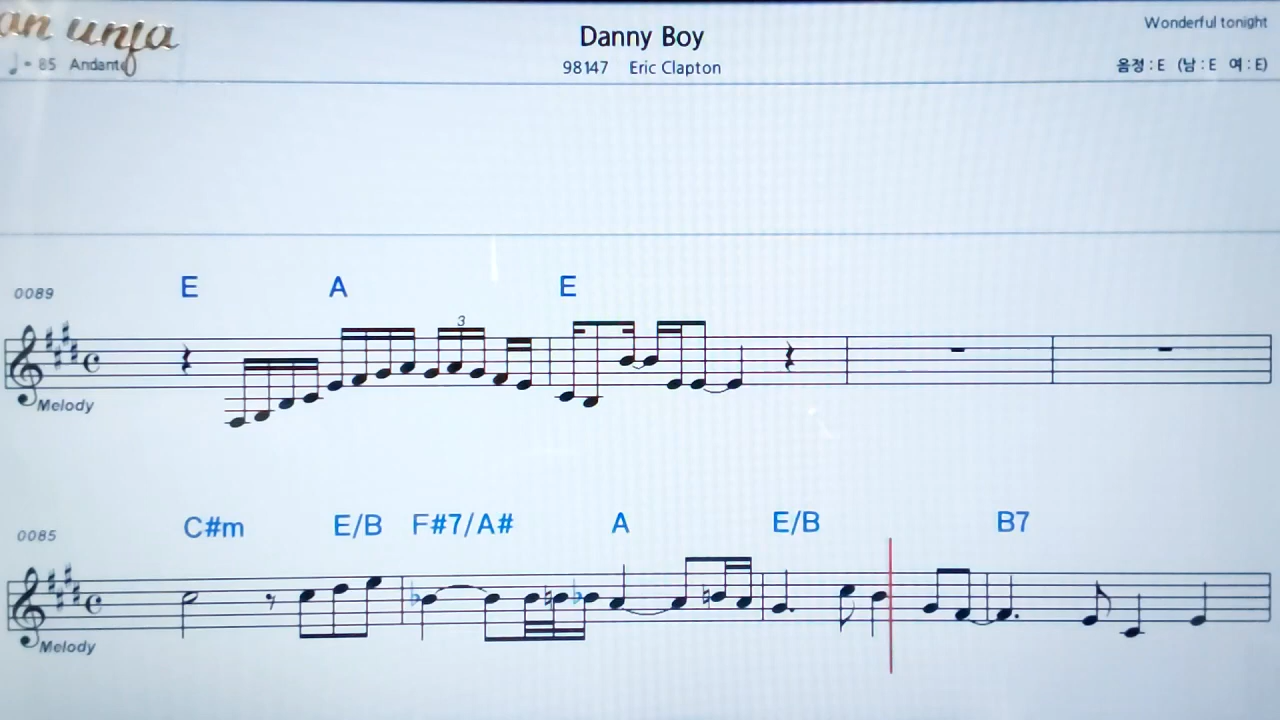 Danny Boy
Wonderful tonight
♩ = 85 Andante
98147 Eric Clapton
음정 : E (남 : E 여 : E)
0089
E A E
3
Melody
0085
C#m E/B F#7/A# A E/B B7
Melody